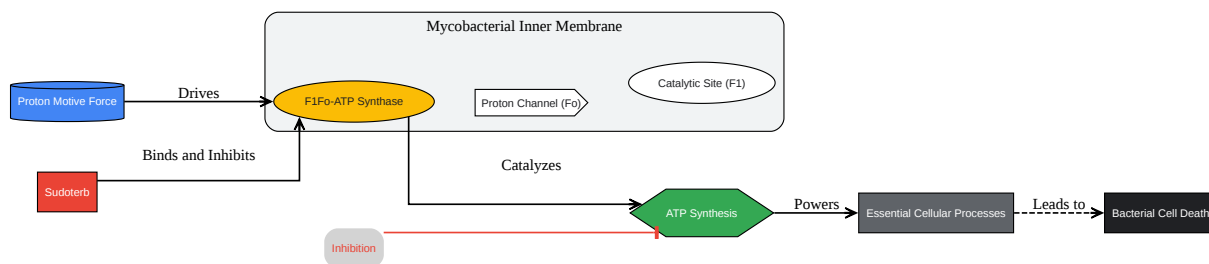 Mycobacterial Inner Membrane
Catalytic Site (F1)
Proton Motive Force
Drives
F1Fo-ATP Synthase
Proton Channel (Fo)
Binds and Inhibits
Catalyzes
Sudoterb
ATP Synthesis
Powers
Essential Cellular Processes
Leads to
Bacterial Cell Death
Inhibition